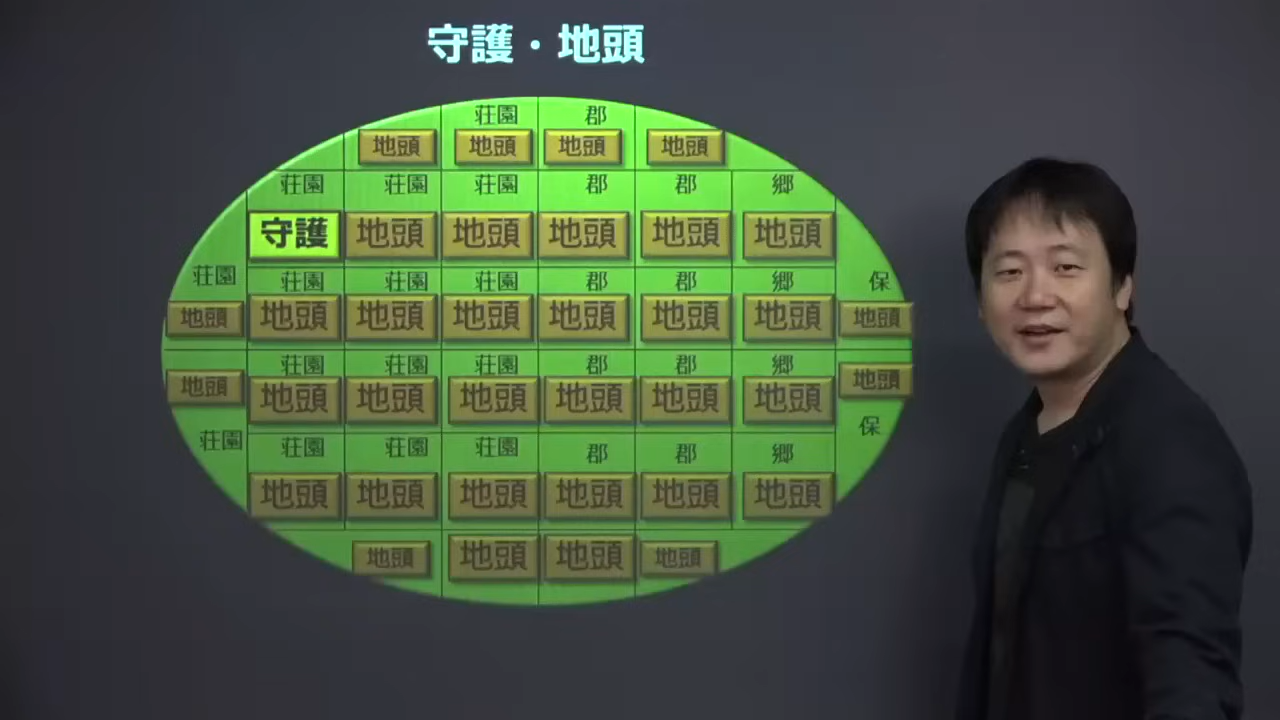 守護・地頭
荘園 郡
地頭 地頭 地頭 地頭
荘園 荘園 荘園 郡 郡 郷
守護 地頭 地頭 地頭 地頭 地頭
荘園 荘園 荘園 荘園 郡 郡 郷 保
地頭 地頭 地頭 地頭 地頭 地頭 地頭 地頭
荘園 荘園 荘園 郡 郡 郷
地頭 地頭 地頭 地頭 地頭 地頭 地頭 地頭
荘園 荘園 荘園 荘園 郡 郡 郷 保
地頭 地頭 地頭 地頭 地頭 地頭
地頭 地頭 地頭 地頭